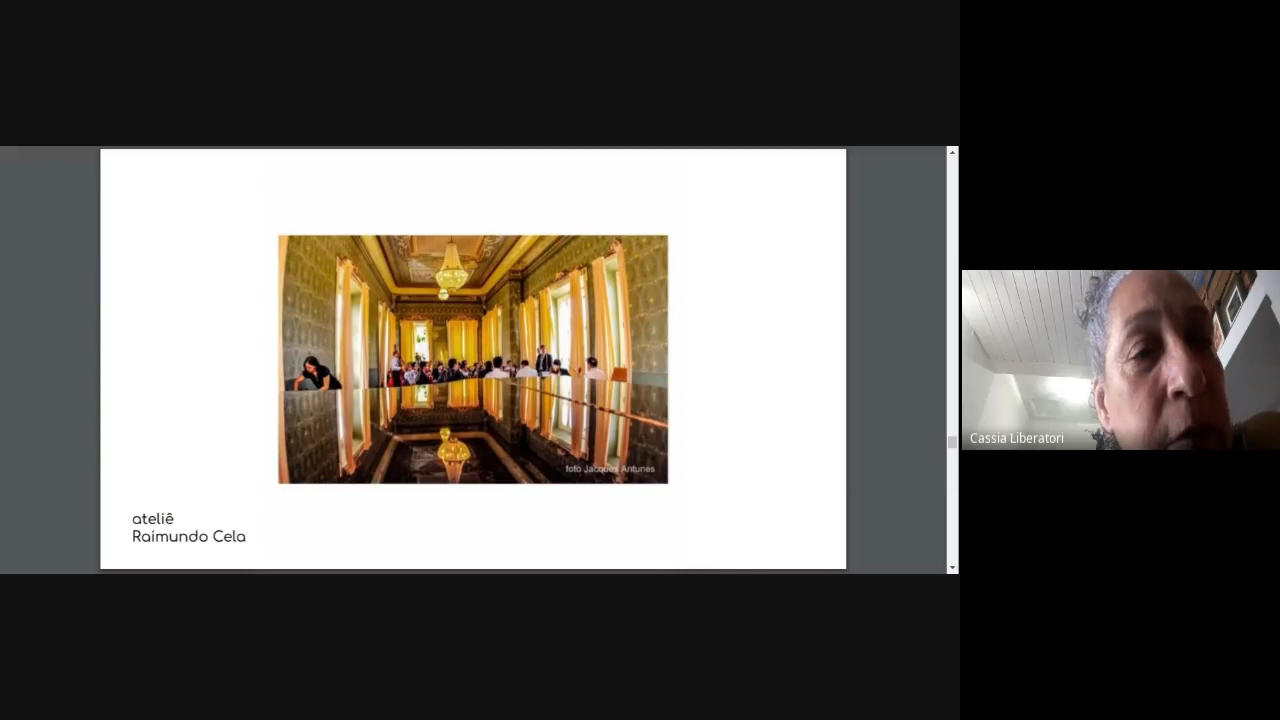 foto Jacques Antunes
ateliê
Raimundo Cela
Cassia Liberatori